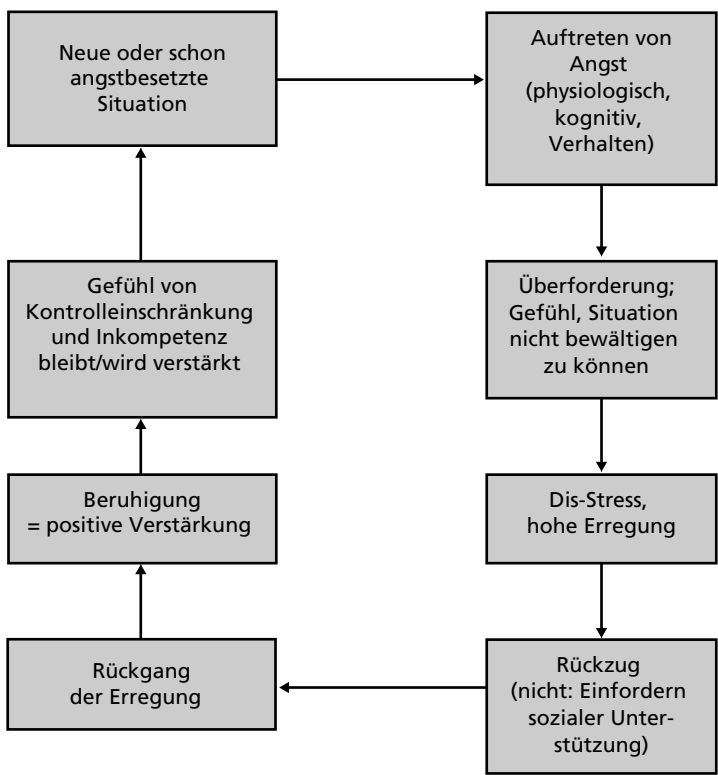 Neue oder schon
angstbesetzte
Situation
Auftreten von
Angst
(physiologisch,
kognitiv,
Verhalten)
Überforderung;
Gefühl, Situation
nicht bewältigen
zu können
Dis-Stress,
hohe Erregung
Rückzug
(nicht: Einfordern
sozialer Unter-
stützung)
Rückgang
der Erregung
Beruhigung
= positive Verstärkung
Gefühl von
Kontrolleinschränkung
und Inkompetenz
bleibt/wird verstärkt